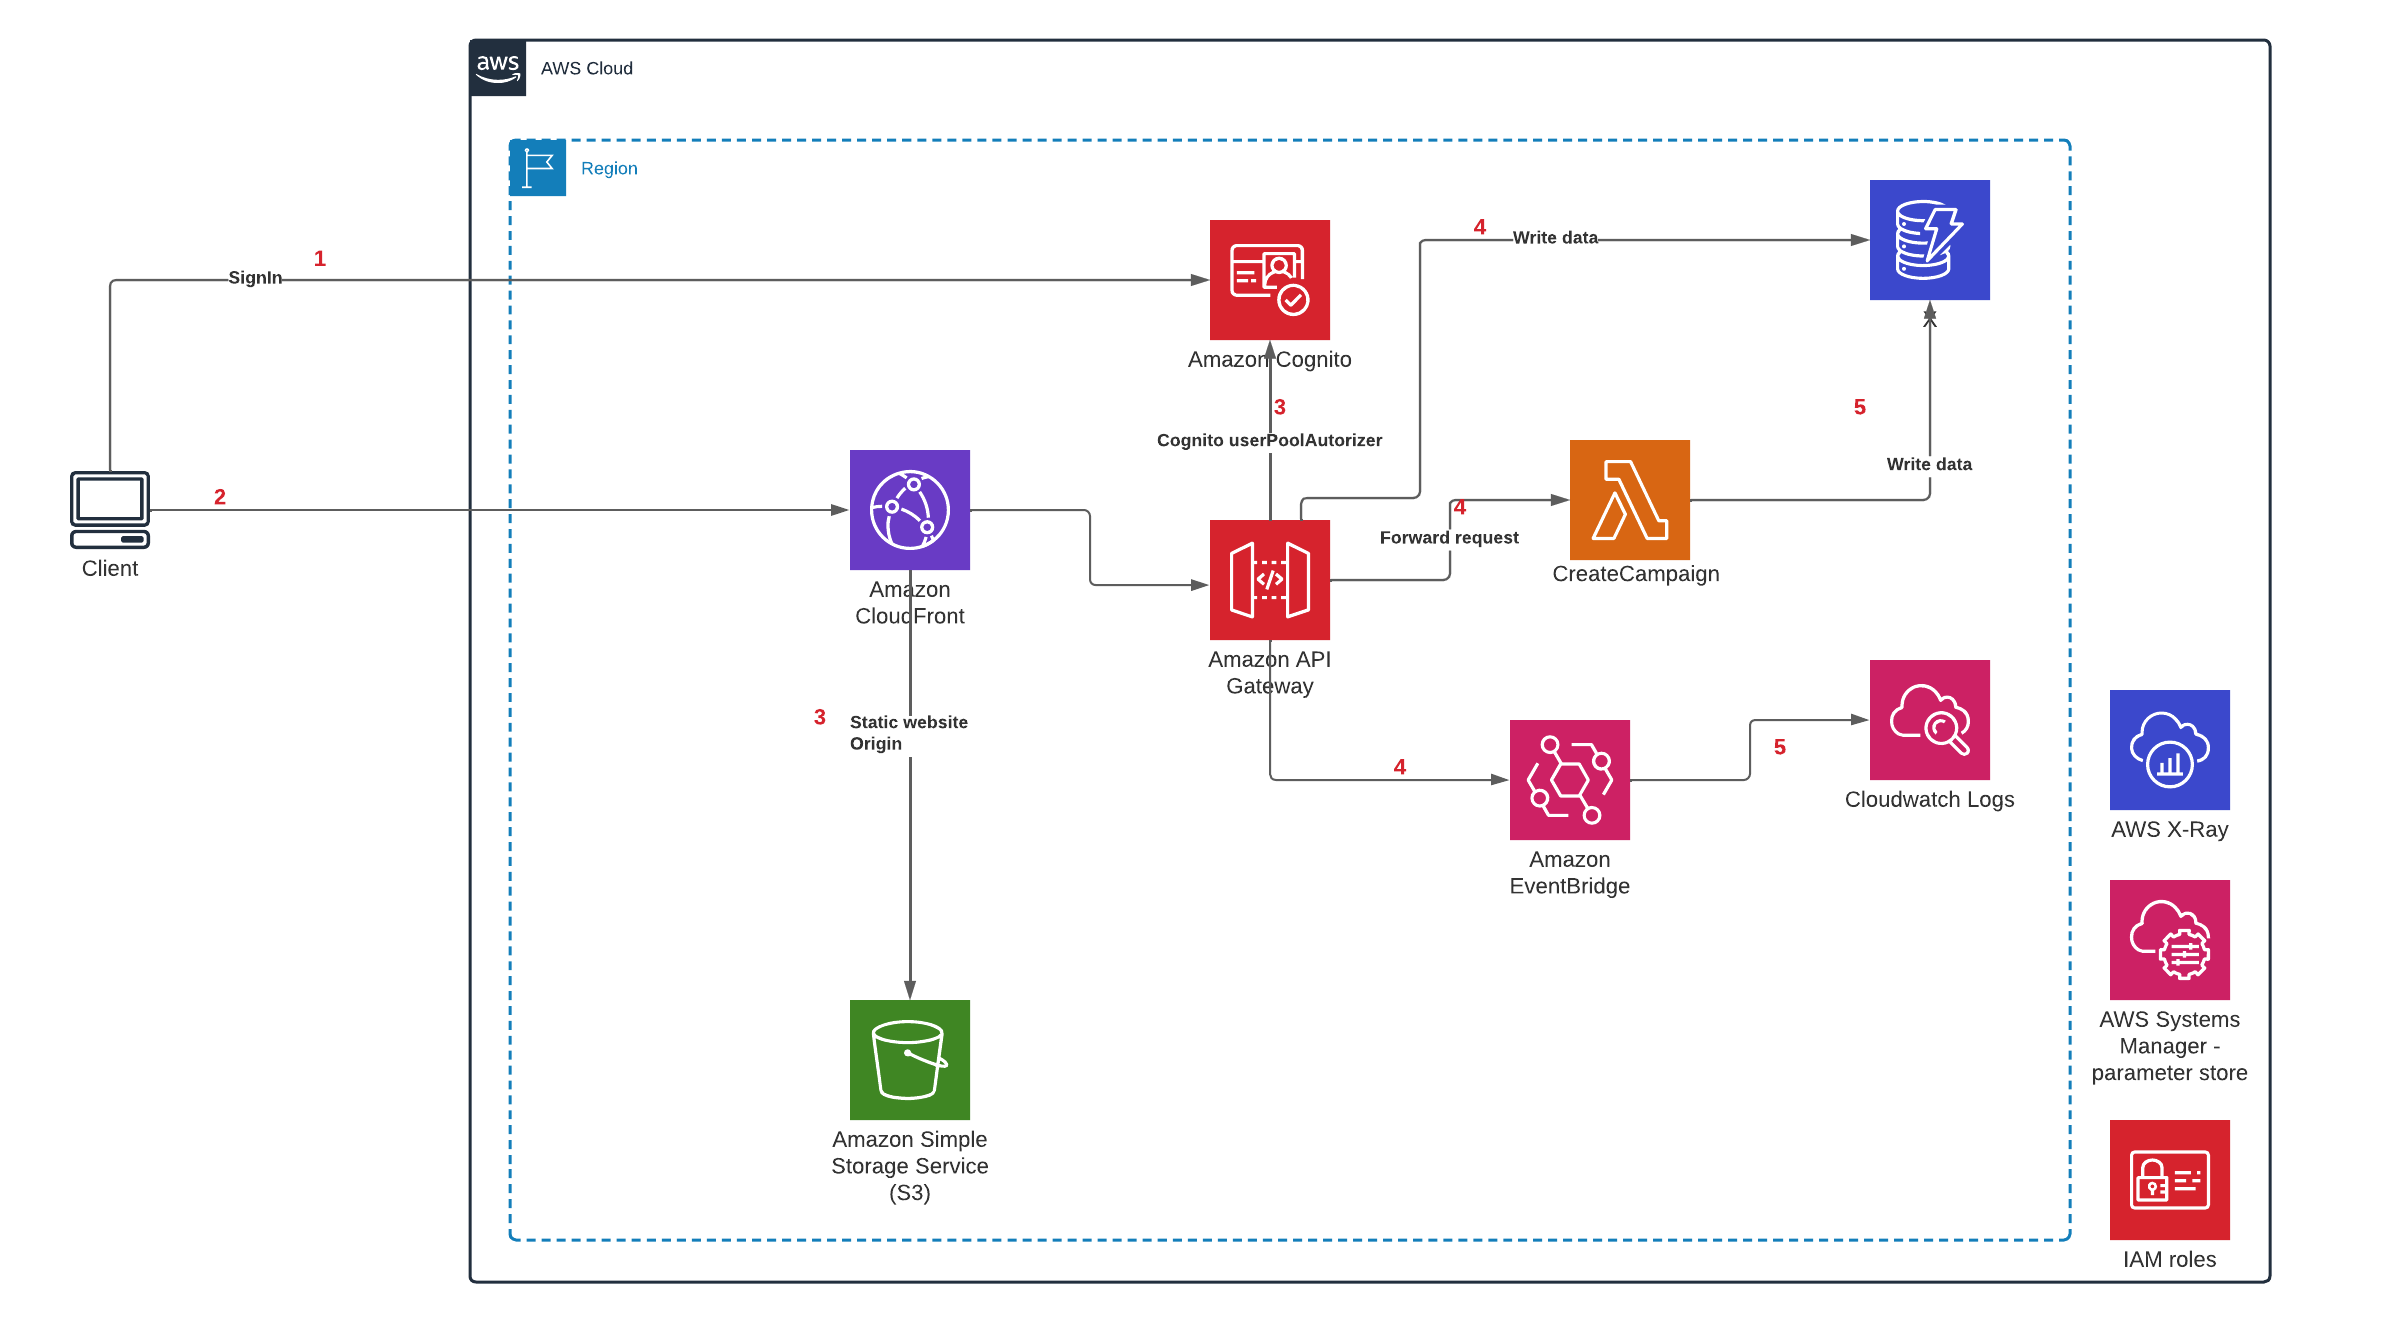 aws
AWS Cloud
Region
1
SignIn
4
Write data
X
Amazon Cognito
3
Cognito userPoolAutorizer
5
Write data
2
4
Forward request
Client
CreateCampaign
Amazon
CloudFront
Amazon API
Gateway
3
Static website
Origin
4
5
Cloudwatch Logs
AWS X-Ray
Amazon
EventBridge
AWS Systems
Manager -
parameter store
Amazon Simple
Storage Service
(S3)
IAM roles